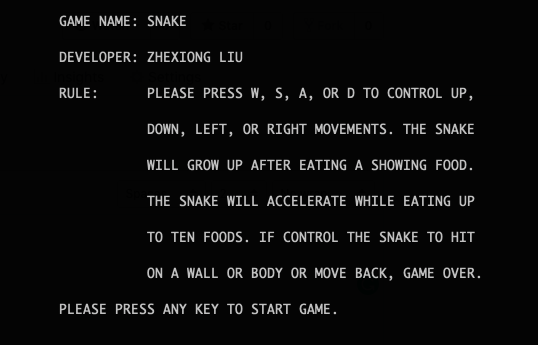 GAME NAME: SNAKE
DEVELOPER: ZHEXIONG LIU
RULE: PLEASE PRESS W, S, A, OR D TO CONTROL UP,
DOWN, LEFT, OR RIGHT MOVEMENTS. THE SNAKE
WILL GROW UP AFTER EATING A SHOWING FOOD.
THE SNAKE WILL ACCELERATE WHILE EATING UP
TO TEN FOODS. IF CONTROL THE SNAKE TO HIT
ON A WALL OR BODY OR MOVE BACK, GAME OVER.
PLEASE PRESS ANY KEY TO START GAME.